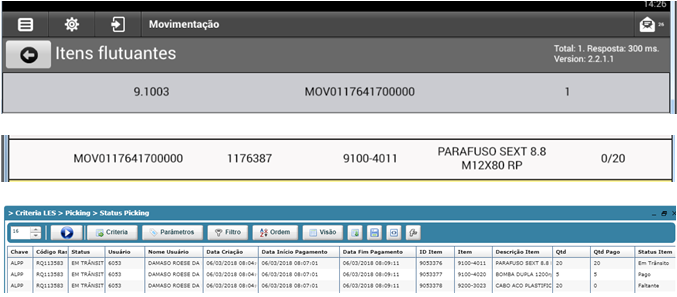 14:26
Movimentação
26
Itens flutuantes
Total: 1. Resposta: 300 ms.
Version: 2.2.1.1
9.1003 MOV0117641700000 1
MOV0117641700000 1176387 9100-4011 PARAFUSO SEXT 8.8 M12X80 RP 0/20
> Criteria LES > Picking > Status Picking
16 Criteria Parâmetros Filtro Ordem Visão
Chave Código Ras Status Usuário Nome Usuário Data Criação Data Início Pagamento Data Fim Pagamento ID Item Item Descrição Item Qtd Qtd Pago Status Item
ALPP RQ113583 EM TRÂNSIT 6053 DAMASO ROESE DA 06/03/2018 08:04: 06/03/2018 08:07:01 06/03/2018 08:09:11 9053376 9100-4011 PARAFUSO SEXT 8.8 20 20 Em Trânsito
ALPP RQ113583 EM TRÂNSIT 6053 DAMASO ROESE DA 06/03/2018 08:04: 06/03/2018 08:07:01 06/03/2018 08:09:11 9053377 9100-4020 BOMBA DUPLA 1200 5 5 Pago
ALPP RQ113583 EM TRÂNSIT 6053 DAMASO ROESE DA 06/03/2018 08:04: 06/03/2018 08:07:01 06/03/2018 08:09:11 9053378 9200-3023 CABO ACO PLASTIFIC 20 0 Faltante